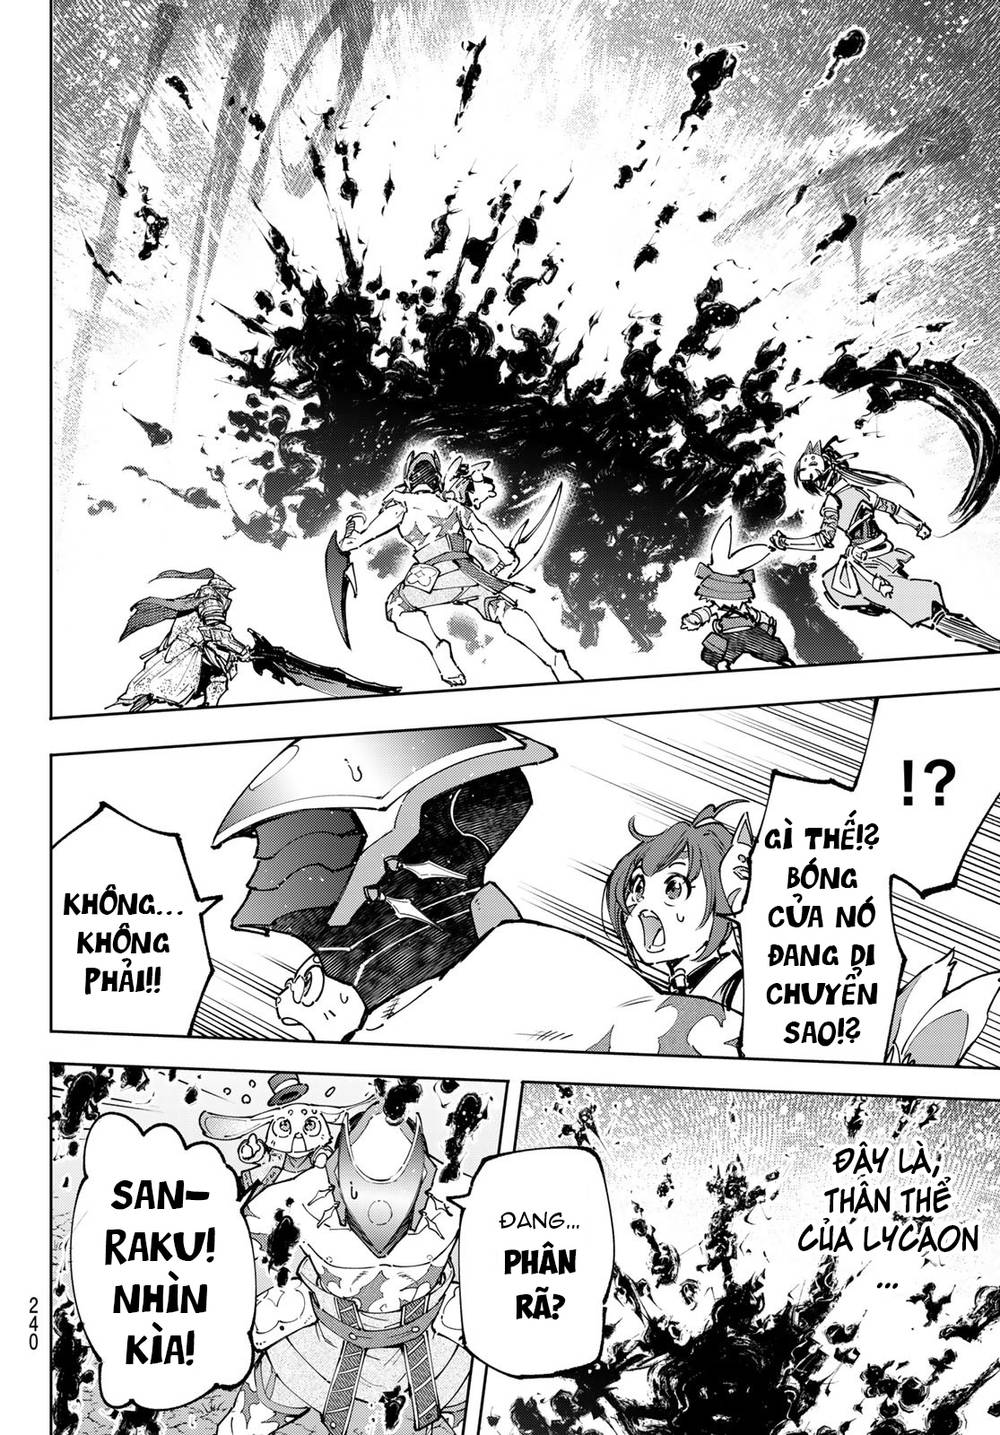 !?
GÌ THẾ!?
BÓNG
CỦA NÓ
ĐANG DI
CHUYỂN
SAO!?
KHÔNG...
KHÔNG
PHẢI!!
ĐÂY LÀ,
THÂN THỂ
CỦA LYCAON
...
ĐANG...
PHÂN
RÃ?
SAN-
RAKU!
NHÌN
KÌA!
240